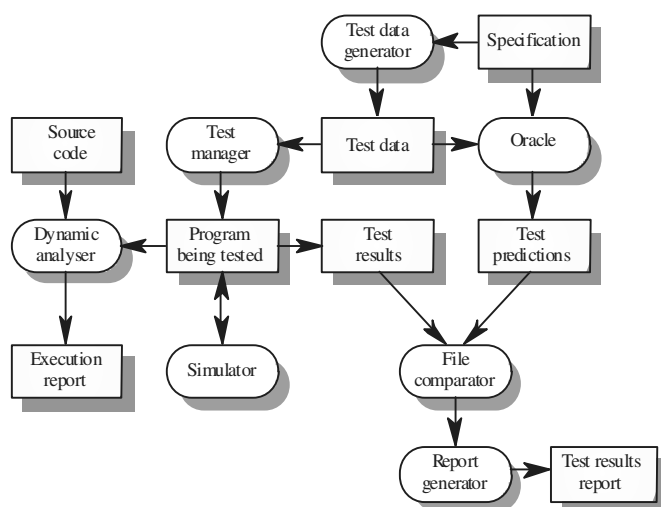 Test data
generator
Specification
Source
code
Test
manager
Test data
Oracle
Dynamic
analyser
Program
being tested
Test
results
Test
predictions
Execution
report
Simulator
File
comparator
Report
generator
Test results
report